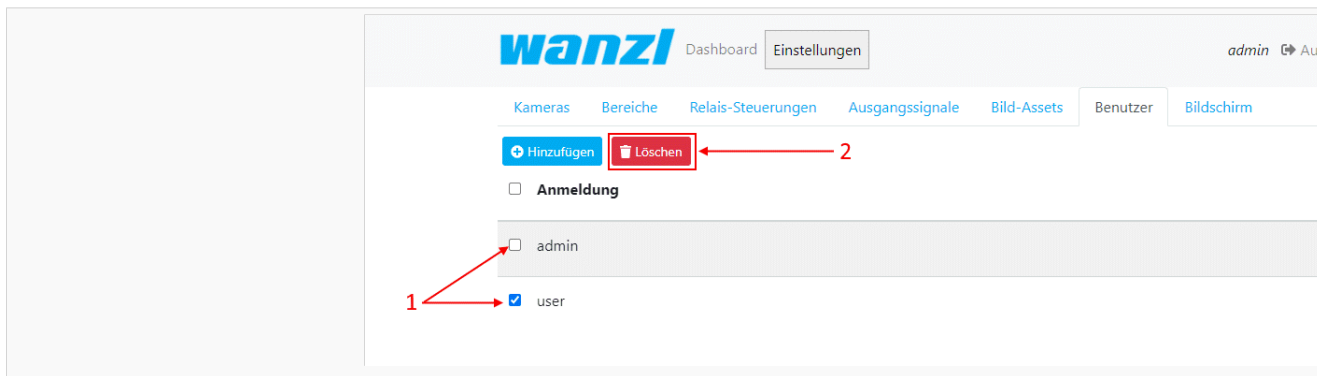 wanzl Dashboard Einstellungen admin Au
Kameras Bereiche Relais-Steuerungen Ausgangssignale Bild-Assets Benutzer Bildschirm
Hinzufügen Löschen 2
Anmeldung
admin
1
user